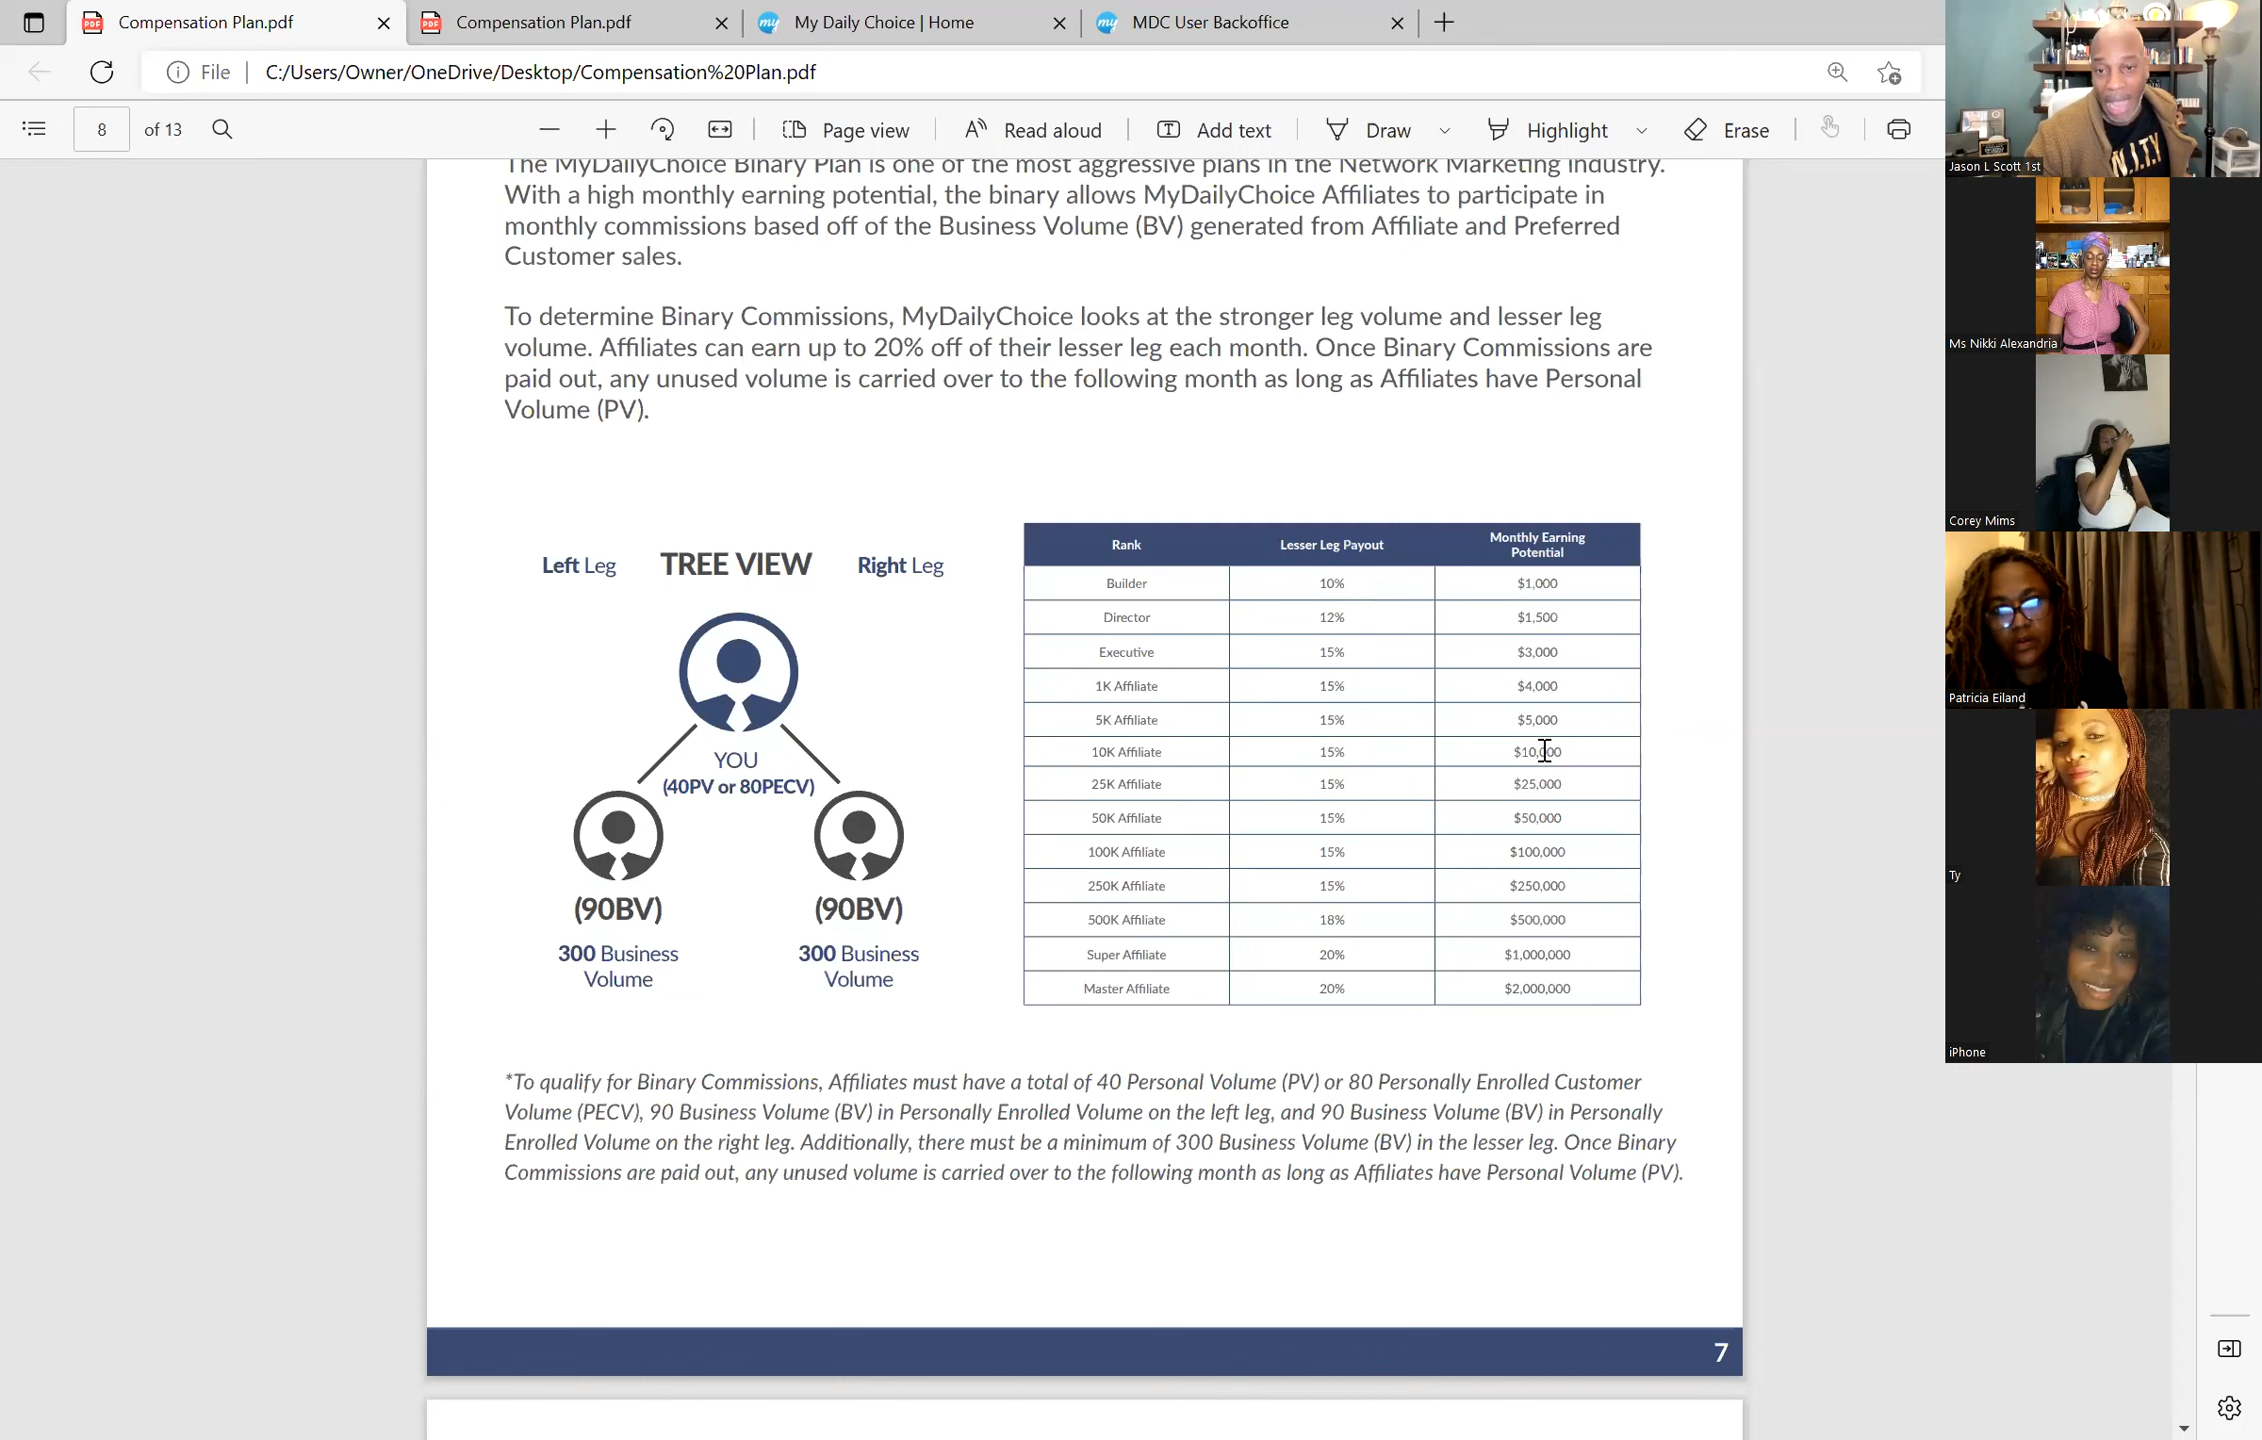 Compensation Plan.pdf
Compensation Plan.pdf
My Daily Choice | Home
MDC User Backoffice
File
C:/Users/Owner/OneDrive/Desktop/Compensation%20Plan.pdf
8 of 13
Page view
Read aloud
Add text
Draw
Highlight
Erase
The MyDailyChoice Binary Plan is one of the most aggressive plans in the Network Marketing industry.
With a high monthly earning potential, the binary allows MyDailyChoice Affiliates to participate in
monthly commissions based off of the Business Volume (BV) generated from Affiliate and Preferred
Customer sales.
To determine Binary Commissions, MyDailyChoice looks at the stronger leg volume and lesser leg
volume. Affiliates can earn up to 20% off of their lesser leg each month. Once Binary Commissions are
paid out, any unused volume is carried over to the following month as long as Affiliates have Personal
Volume (PV).
Left Leg TREE VIEW Right Leg
YOU
(40PV or 80PECV)
(90BV) (90BV)
300 Business 300 Business
Volume Volume
Rank Lesser Leg Payout Monthly Earning
Potential
Builder 10% $1,000
Director 12% $1,500
Executive 15% $3,000
1K Affiliate 15% $4,000
5K Affiliate 15% $5,000
10K Affiliate 15% $10,000
25K Affiliate 15% $25,000
50K Affiliate 15% $50,000
100K Affiliate 15% $100,000
250K Affiliate 15% $250,000
500K Affiliate 18% $500,000
Super Affiliate 20% $1,000,000
Master Affiliate 20% $2,000,000
*To qualify for Binary Commissions, Affiliates must have a total of 40 Personal Volume (PV) or 80 Personally Enrolled Customer
Volume (PECV), 90 Business Volume (BV) in Personally Enrolled Volume on the left leg, and 90 Business Volume (BV) in Personally
Enrolled Volume on the right leg. Additionally, there must be a minimum of 300 Business Volume (BV) in the lesser leg. Once Binary
Commissions are paid out, any unused volume is carried over to the following month as long as Affiliates have Personal Volume (PV).
7
Jason L Scott 1st
Ms Nikki Alexandria
Corey Mims
Patricia Eiland
Ty
iPhone